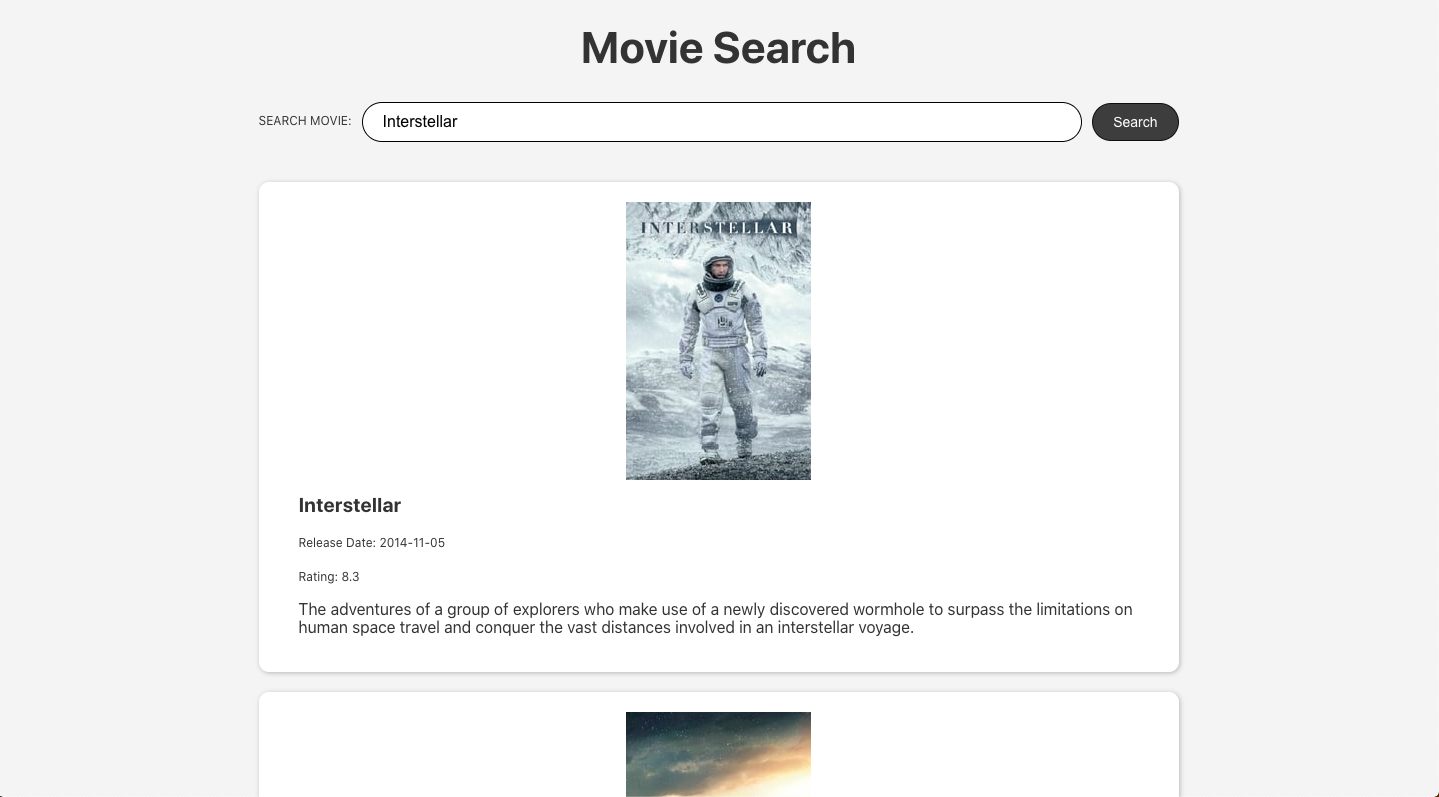 Movie Search
SEARCH MOVIE:
Interstellar
Search
INTERSTELLAR
Interstellar
Release Date: 2014-11-05
Rating: 8.3
The adventures of a group of explorers who make use of a newly discovered wormhole to surpass the limitations on
human space travel and conquer the vast distances involved in an interstellar voyage.